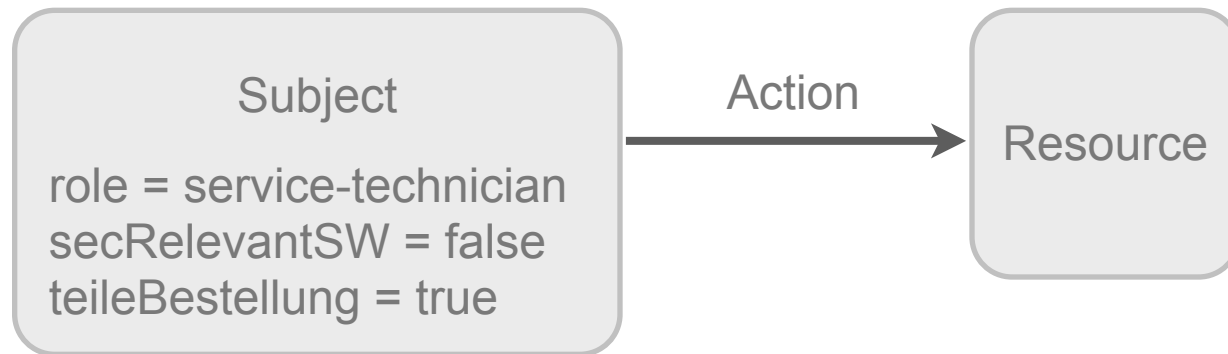 Subject
role = service-technician
secRelevantSW = false
teileBestellung = true
Action
Resource